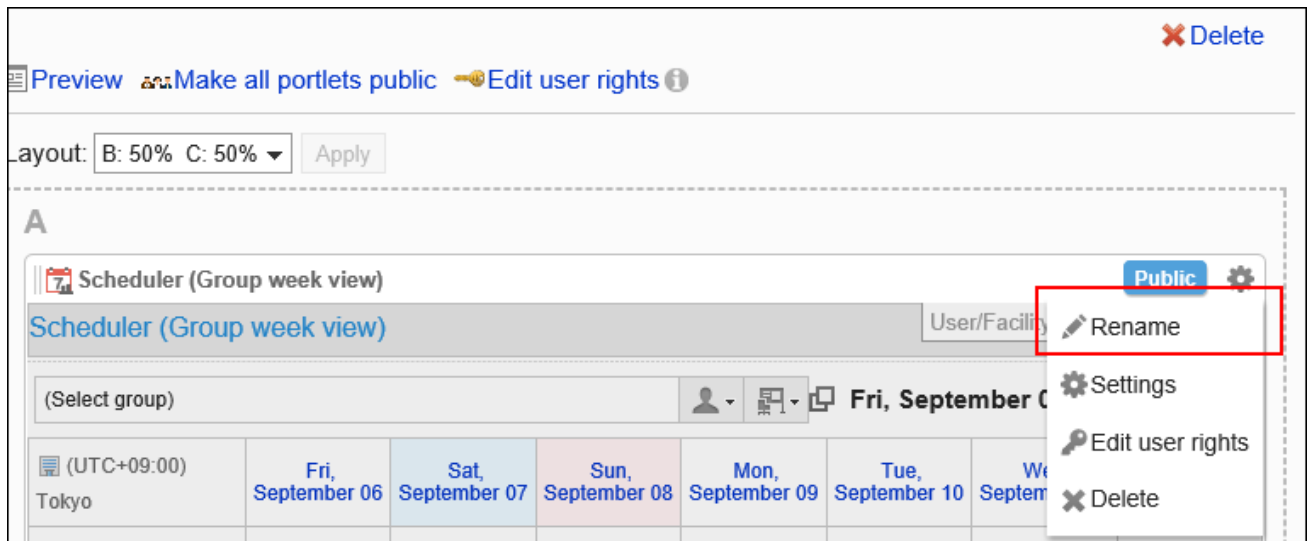 Delete
Preview Make all portlets public Edit user rights
Layout: B: 50% C: 50% Apply
A
Scheduler (Group week view) Public
Scheduler (Group week view)
Rename
(Select group) Fri, September
Settings
Edit user rights
(UTC+09:00)
Tokyo
Fri,
September 06
Sat,
September 07
Sun,
September 08
Mon,
September 09
Tue,
September 10
Delete